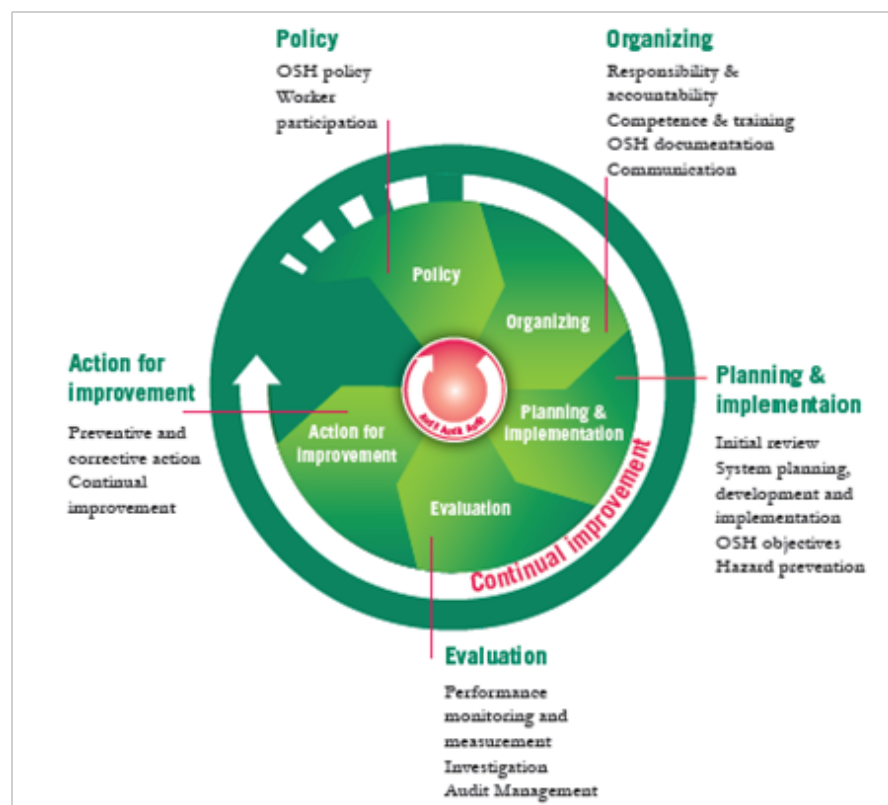 Policy
OSH policy
Worker
participation
Organizing
Responsibility &
accountability
Competence & training
OSH documentation
Communication
Policy
Organizing
Planning &
implementation
Evaluation
Action for
improvement
Audit Audit
Continual improvement
Action for
improvement
Preventive and
corrective action
Continual
improvement
Planning &
implementaion
Initial review
System planning,
development and
implementation
OSH objectives
Hazard prevention
Evaluation
Performance
monitoring and
measurement
Investigation
Audit Management